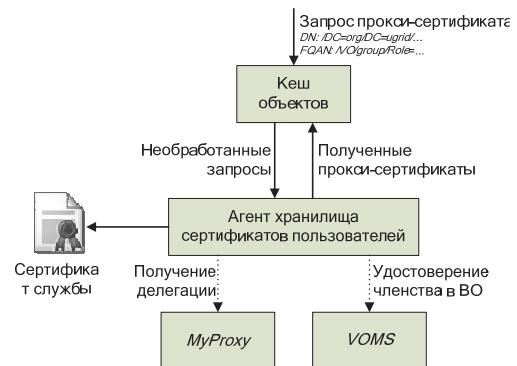 Запрос прокси-сертификата
DN: /DC=org/DC=ugrid/...
FQAN: /VO/group/Role=...
Кеш
объектов
Необработанные
запросы
Полученные
прокси-сертификаты
Агент хранилища
сертификатов пользователей
Сертифика
т службы
Получение
делегации
Удостоверение
членства в ВО
MyProxy
VOMS